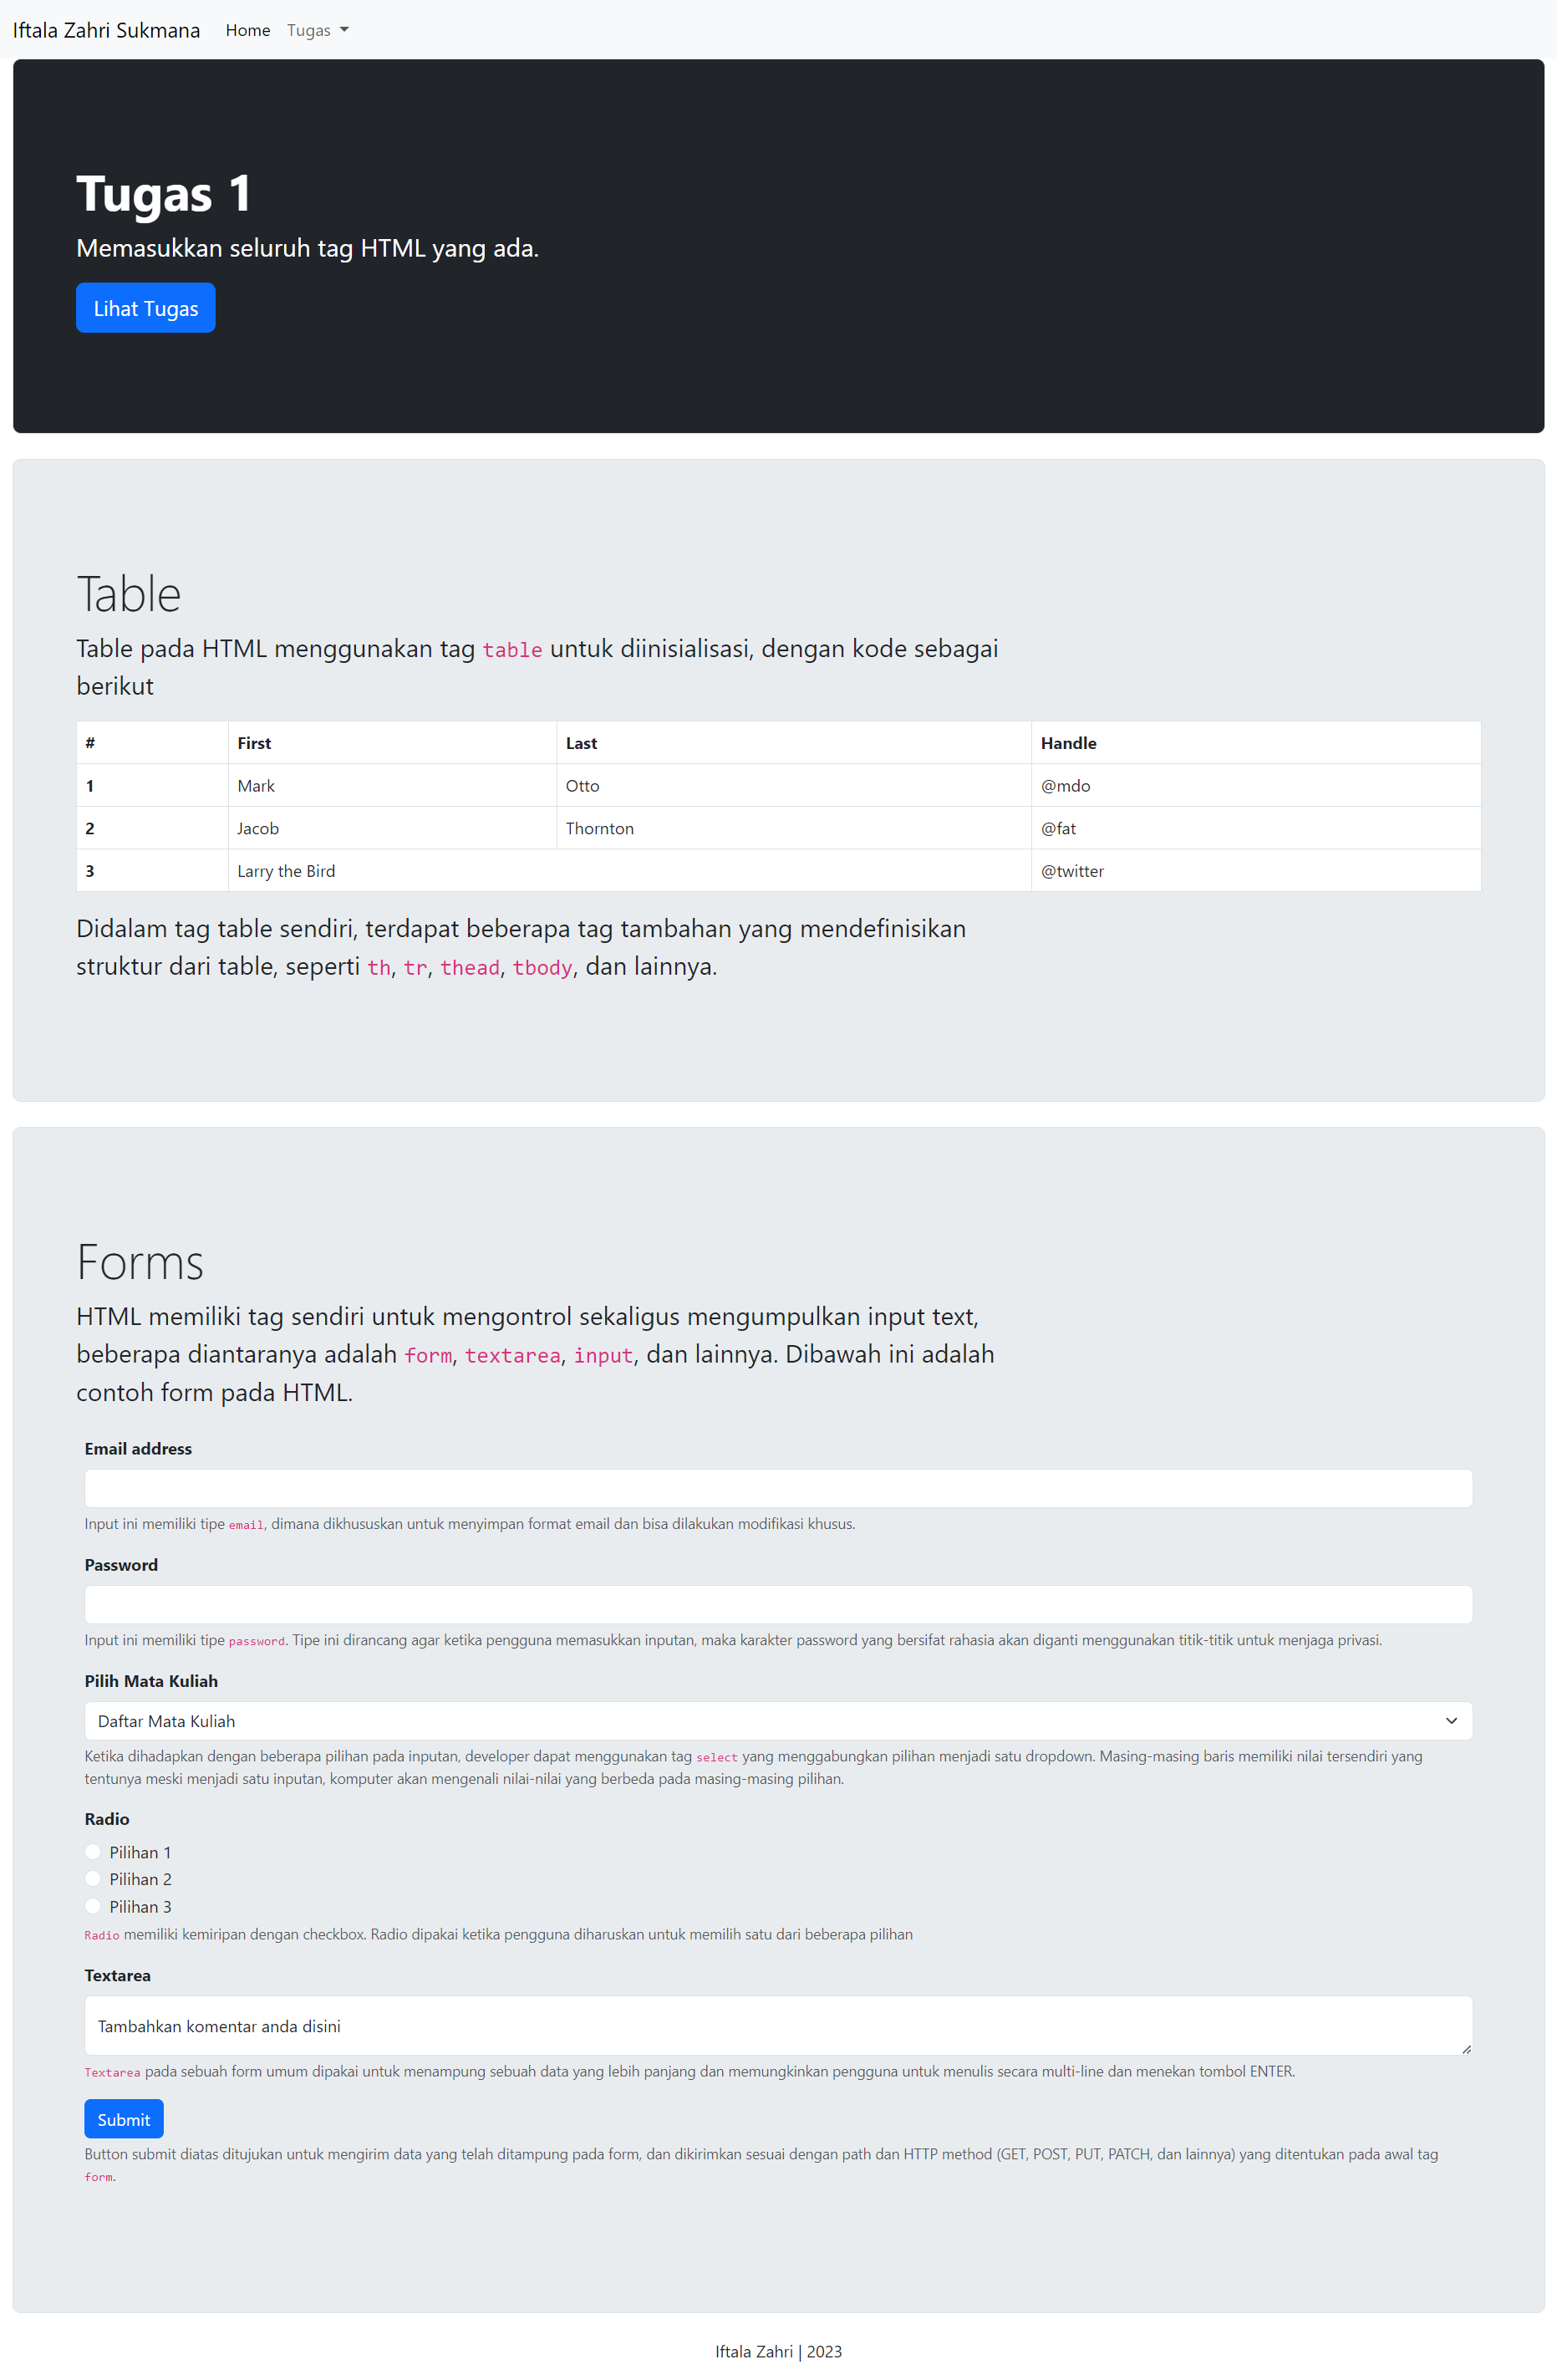 Iftala Zahri Sukmana Home Tugas
Tugas 1
Memasukkan seluruh tag HTML yang ada.
Lihat Tugas
Table
Table pada HTML menggunakan tag table untuk diinisialisasi, dengan kode sebagai
berikut
# First Last Handle
1 Mark Otto @mdo
2 Jacob Thornton @fat
3 Larry the Bird @twitter
Didalam tag table sendiri, terdapat beberapa tag tambahan yang mendefinisikan
struktur dari table, seperti th, tr, thead, tbody, dan lainnya.
Forms
HTML memiliki tag sendiri untuk mengontrol sekaligus mengumpulkan input text,
beberapa diantaranya adalah form, textarea, input, dan lainnya. Dibawah ini adalah
contoh form pada HTML.
Email address
Input ini memiliki tipe email, dimana dikhususkan untuk menyimpan format email dan bisa dilakukan modifikasi khusus.
Password
Input ini memiliki tipe password. Tipe ini dirancang agar ketika pengguna memasukkan inputan, maka karakter password yang bersifat rahasia akan diganti menggunakan titik-titik untuk menjaga privasi.
Pilih Mata Kuliah
Daftar Mata Kuliah
Ketika dihadapkan dengan beberapa pilihan pada inputan, developer dapat menggunakan tag select yang menggabungkan pilihan menjadi satu dropdown. Masing-masing baris memiliki nilai tersendiri yang
tentunya meski menjadi satu inputan, komputer akan mengenali nilai-nilai yang berbeda pada masing-masing pilihan.
Radio
Pilihan 1
Pilihan 2
Pilihan 3
Radio memiliki kemiripan dengan checkbox. Radio dipakai ketika pengguna diharuskan untuk memilih satu dari beberapa pilihan
Textarea
Tambahkan komentar anda disini
Textarea pada sebuah form umum dipakai untuk menampung sebuah data yang lebih panjang dan memungkinkan pengguna untuk menulis secara multi-line dan menekan tombol ENTER.
Submit
Button submit diatas ditujukan untuk mengirim data yang telah ditampung pada form, dan dikirimkan sesuai dengan path dan HTTP method (GET, POST, PUT, PATCH, dan lainnya) yang ditentukan pada awal tag
form.
Iftala Zahri | 2023